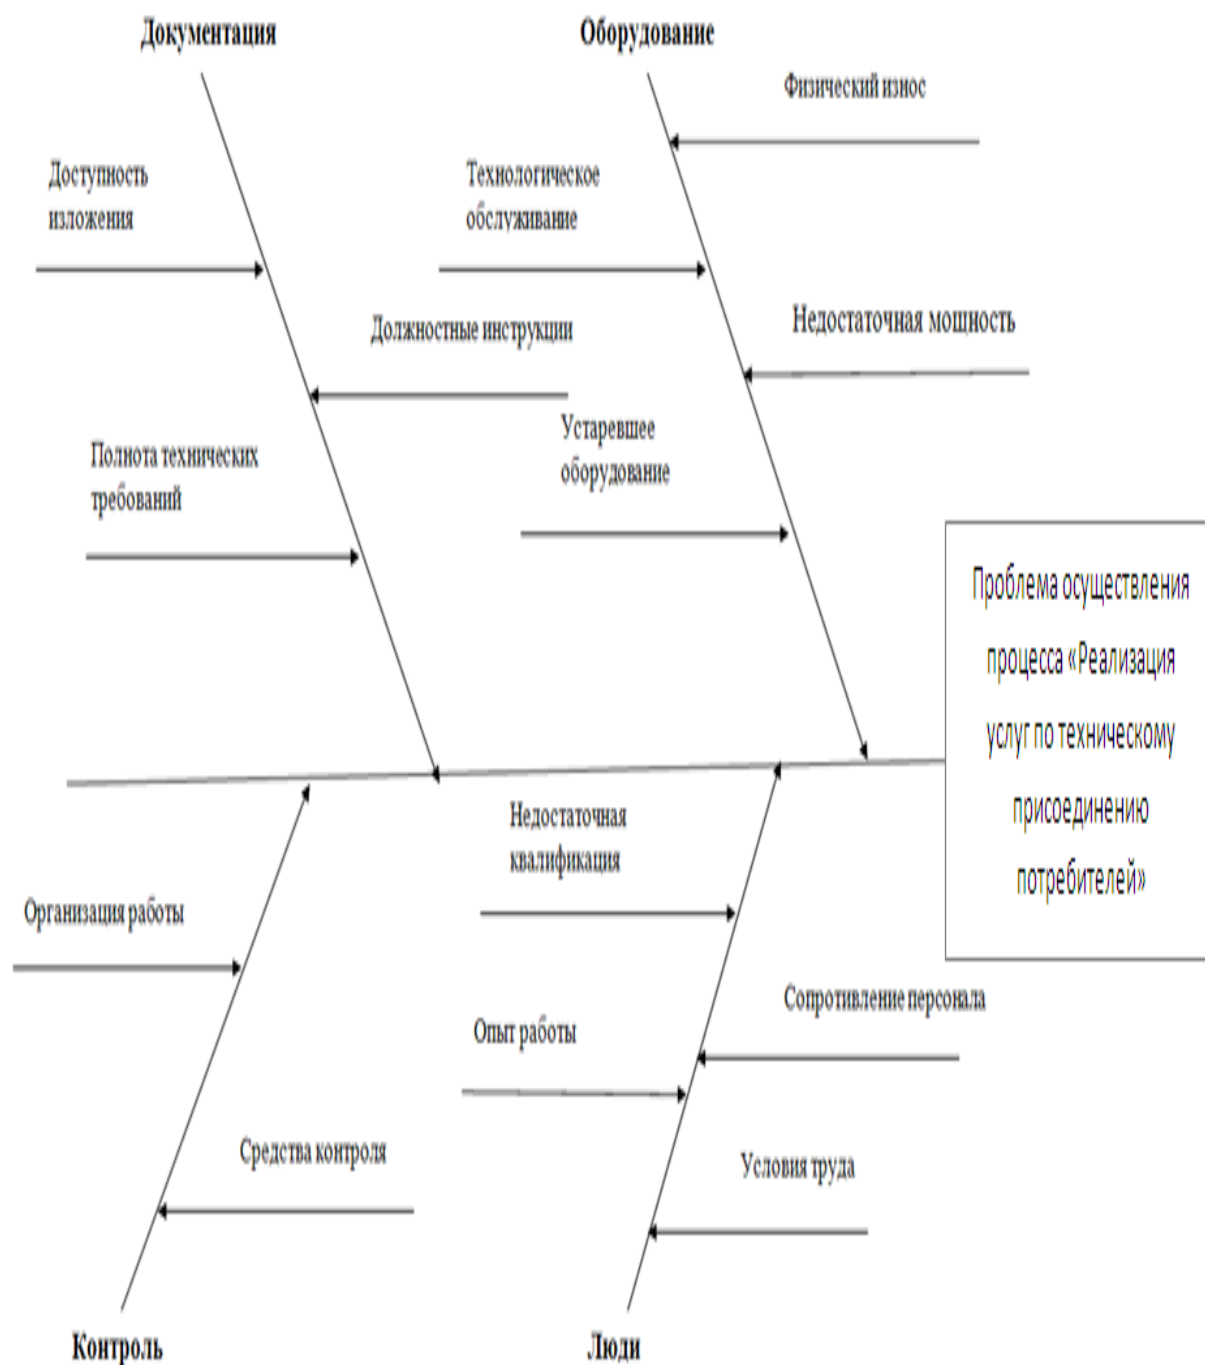 Документация
Оборудование
Физический износ
Доступность
изложения
Технологическое
обслуживание
Должностные инструкции
Недостаточная мощность
Полнота технических
требований
Устаревшее
оборудование
Проблема осуществления
процесса «Реализация
услуг по техническому
присоединению
потребителей»
Недостаточная
квалификация
Организация работы
Сопротивление персонала
Опыт работы
Средства контроля
Условия труда
Контроль
Люди